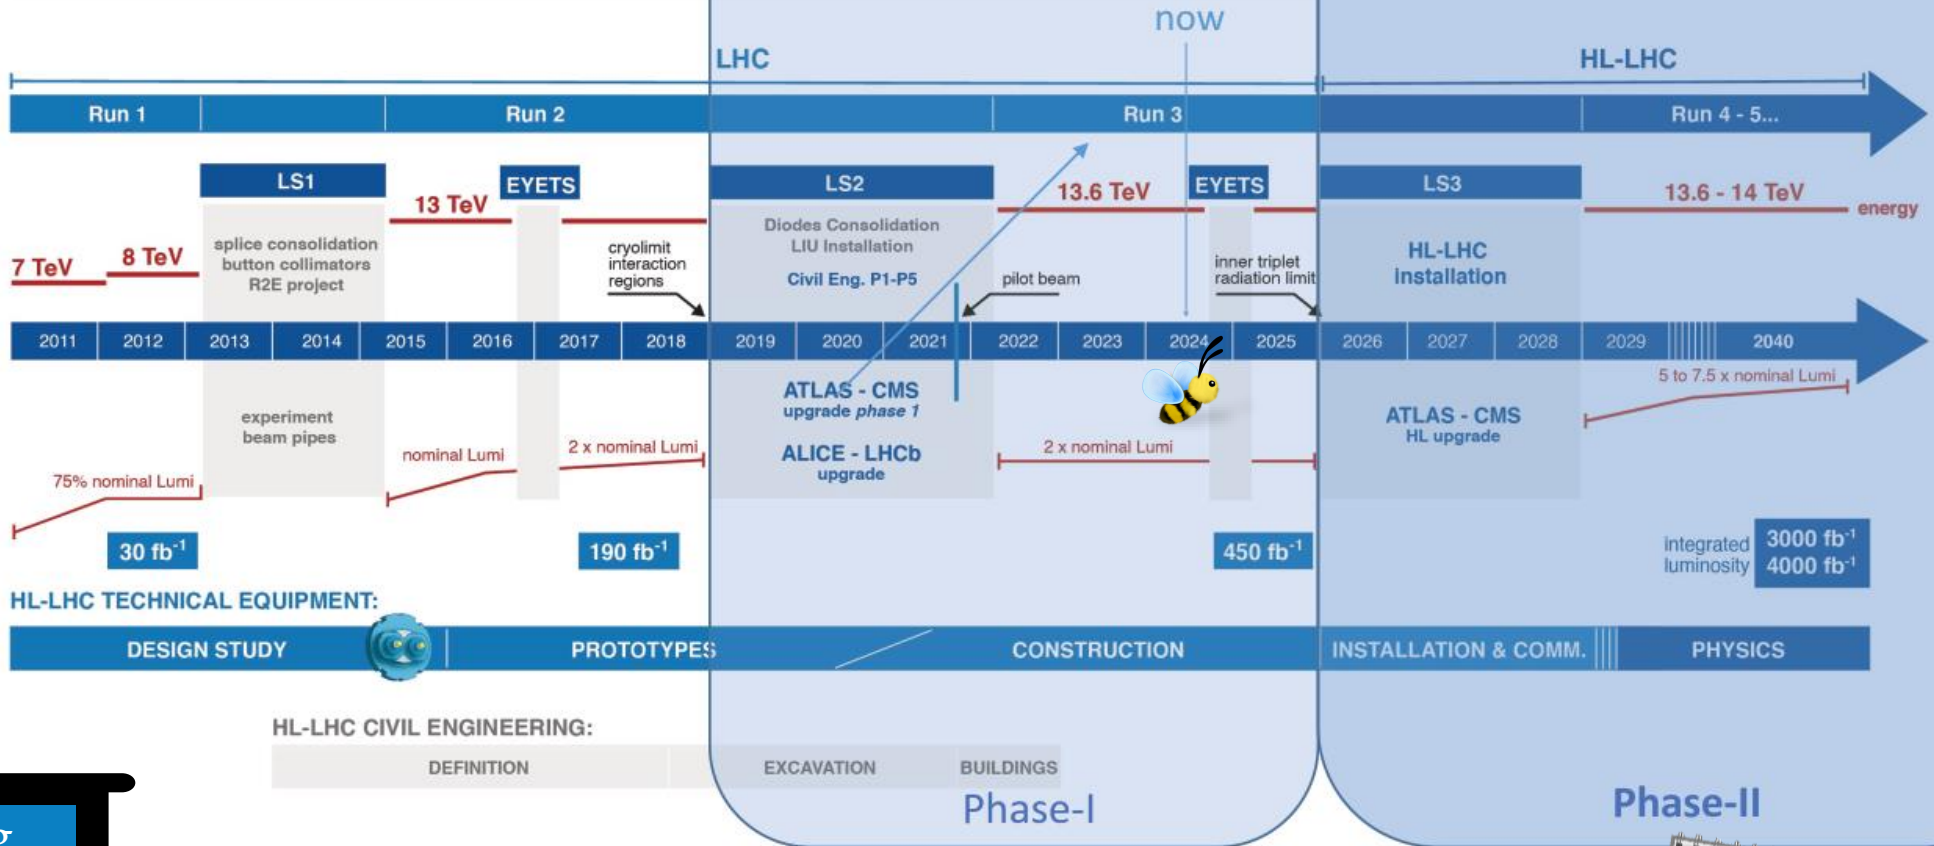 now
LHC
HL-LHC
Run 1
Run 2
Run 3
Run 4 - 5...
LS1
EYETS
LS2
EYETS
LS3
13 TeV
13.6 TeV
13.6 - 14 TeV
energy
7 TeV
8 TeV
splice consolidation
button collimators
R2E project
cryolimit
interaction
regions
Diodes Consolidation
LIU Installation
Civil Eng. P1-P5
pilot beam
inner triplet
radiation limit
HL-LHC
installation
2011
2012
2013
2014
2015
2016
2017
2018
2019
2020
2021
2022
2023
2024
2025
2026
2027
2028
2029
2040
5 to 7.5 x nominal Lumi
experiment
beam pipes
ATLAS - CMS
upgrade phase 1
ALICE - LHCb
upgrade
ATLAS - CMS
HL upgrade
75% nominal Lumi
nominal Lumi
2 x nominal Lumi
2 x nominal Lumi
30 fb⁻¹
190 fb⁻¹
450 fb⁻¹
integrated
luminosity
3000 fb⁻¹
4000 fb⁻¹
HL-LHC TECHNICAL EQUIPMENT:
DESIGN STUDY
PROTOTYPES
CONSTRUCTION
INSTALLATION & COMM.
PHYSICS
HL-LHC CIVIL ENGINEERING:
DEFINITION
EXCAVATION
BUILDINGS
Phase-I
Phase-II